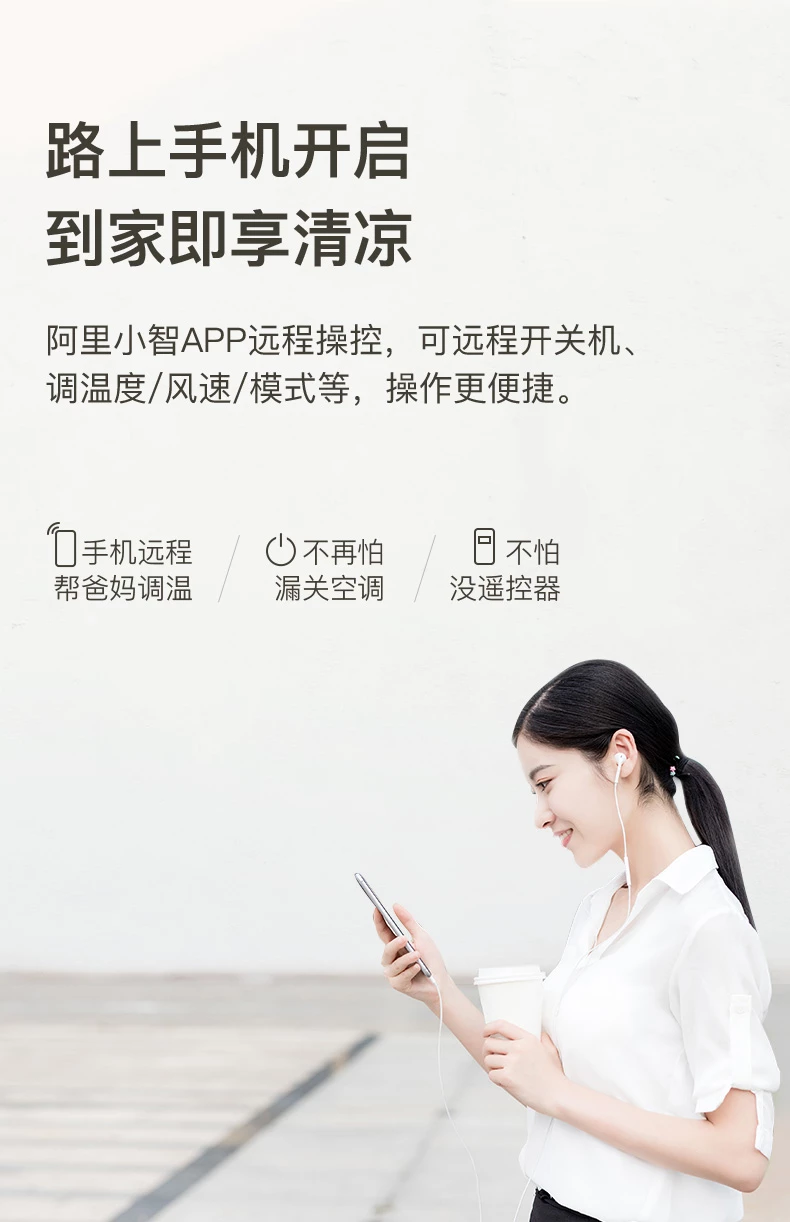 路上手机开启
到家即享清凉
阿里小智APP远程操控，可远程开关机、
调温度/风速/模式等，操作更便捷。
手机远程
帮爸妈调温
不再怕
漏关空调
不怕
没遥控器